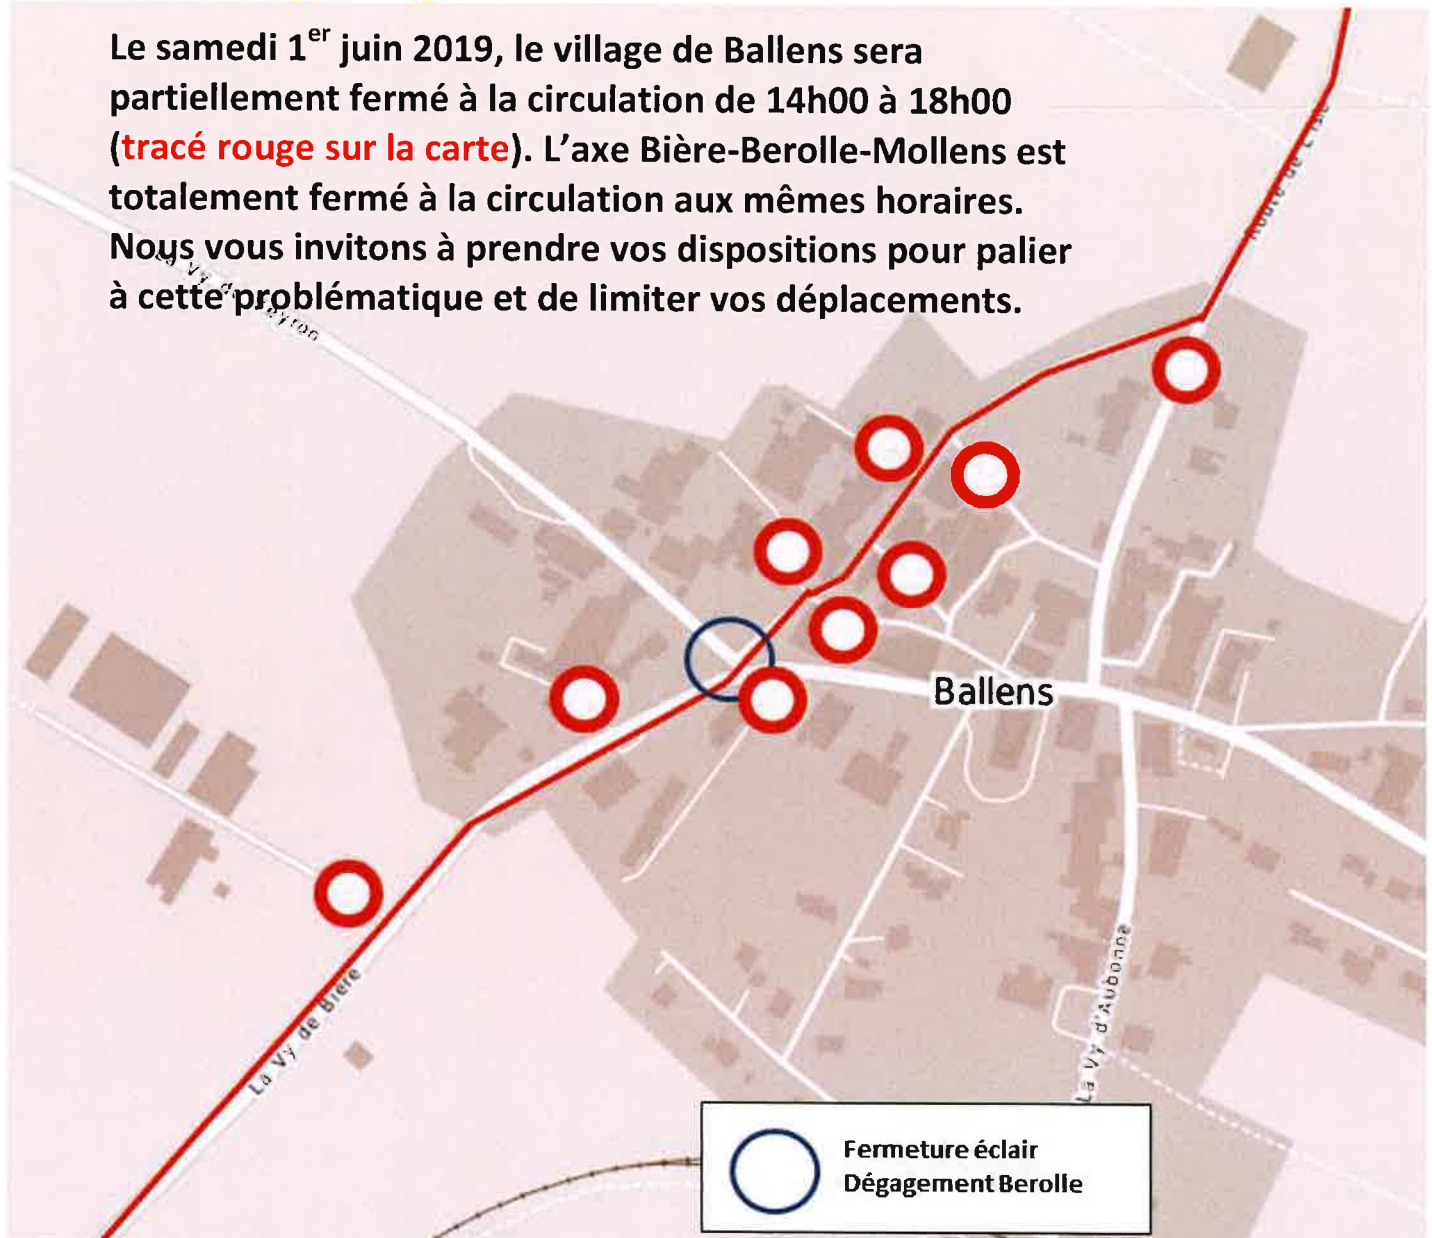 Le samedi 1er juin 2019, le village de Ballens sera
partiellement fermé à la circulation de 14h00 à 18h00
(tracé rouge sur la carte). L'axe Bière-Berolle-Mollens est
totalement fermé à la circulation aux mêmes horaires.
Nous vous invitons à prendre vos dispositions pour palier
à cette problématique et de limiter vos déplacements.
Route de L'Isle
Ballens
La Vy de Bière
La Vy d'Aubonne
Fermeture éclair
Dégagement Berolle